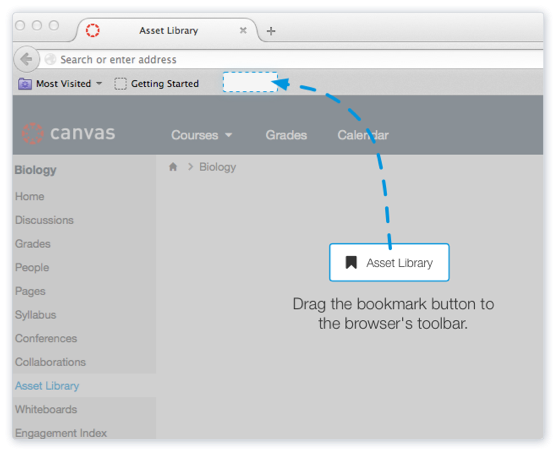 Asset Library
Search or enter address
Most Visited Getting Started
canvas Courses Grades Calendar
Biology
Biology
Home
Discussions
Grades
People
Pages
Syllabus
Conferences
Collaborations
Asset Library
Whiteboards
Engagement Index
Asset Library
Drag the bookmark button to
the browser's toolbar.